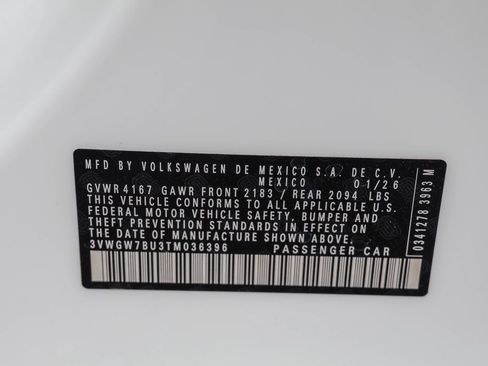 MFD BY VOLKSWAGEN DE MEXICO S.A. DE C.V.
MEXICO 01/26
GVWR 4167 GAWR FRONT 2183 / REAR 2094 LBS
THIS VEHICLE CONFORMS TO ALL APPLICABLE U.S.
FEDERAL MOTOR VEHICLE SAFETY, BUMPER AND
THEFT PREVENTION STANDARDS IN EFFECT ON
THE DATE OF MANUFACTURE SHOWN ABOVE.
3VWGW7BU3TM036396 PASSENGER CAR
0341278 3963 M